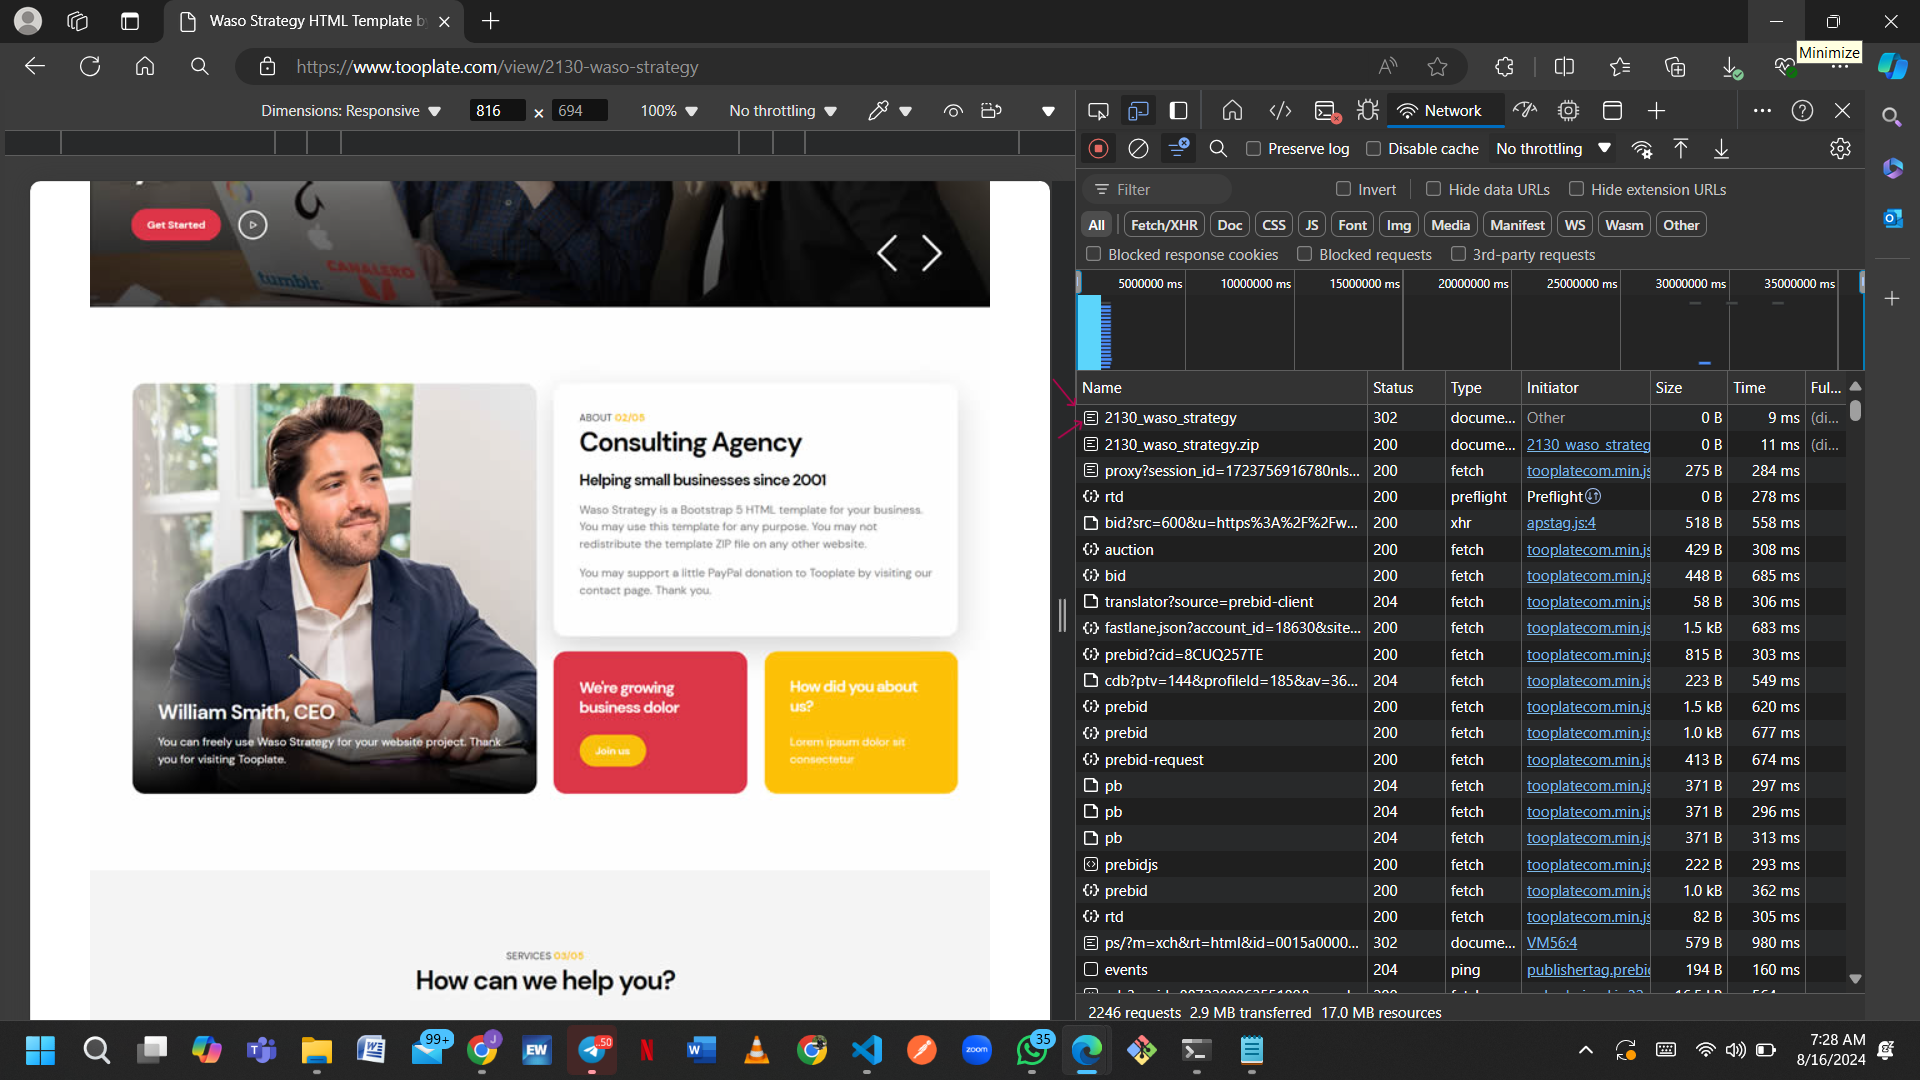 Waso Strategy HTML Template by
Minimize
https://www.tooplate.com/view/2130-waso-strategy
Dimensions: Responsive
816
×
694
100%
No throttling
Get Started
tumblr.
CANALERO
ABOUT 02/05
Consulting Agency
Helping small businesses since 2001
Waso Strategy is a Bootstrap 5 HTML template for your business.
You may use this template for any purpose. You may not
redistribute the template ZIP file on any other website.
You may support a little PayPal donation to Tooplate by visiting our
contact page. Thank you.
William Smith, CEO
You can freely use Waso Strategy for your website project. Thank
you for visiting Tooplate.
We're growing
business dolor
Join us
How did you about
us?
Lorem ipsum dolor sit
consectetur
SERVICES 03/05
How can we help you?
Network
Preserve log
Disable cache
No throttling
Filter
Invert
Hide data URLs
Hide extension URLs
All Fetch/XHR Doc CSS JS Font Img Media Manifest WS Wasm Other
Blocked response cookies
Blocked requests
3rd-party requests
5000000 ms 10000000 ms 15000000 ms 20000000 ms 25000000 ms 30000000 ms 35000000 ms
Name Status Type Initiator Size Time Ful...
2130_waso_strategy 302 docume... Other 0 B 9 ms (di...
2130_waso_strategy.zip 200 docume... 2130_waso_strateg 0 B 11 ms (di...
proxy?session_id=1723756916780nls... 200 fetch tooplatecom.min.js 275 B 284 ms
rtd 200 preflight Preflight 0 B 278 ms
bid?src=600&u=https%3A%2F%2Fw... 200 xhr apstag.js:4 518 B 558 ms
auction 200 fetch tooplatecom.min.js 429 B 308 ms
bid 200 fetch tooplatecom.min.js 448 B 685 ms
translator?source=prebid-client 204 fetch tooplatecom.min.js 58 B 306 ms
fastlane.json?account_id=18630&site... 200 fetch tooplatecom.min.js 1.5 kB 683 ms
prebid?cid=8CUQ257TE 200 fetch tooplatecom.min.js 815 B 303 ms
cdb?ptv=144&profileId=185&av=36... 204 fetch tooplatecom.min.js 223 B 549 ms
prebid 200 fetch tooplatecom.min.js 1.5 kB 620 ms
prebid 200 fetch tooplatecom.min.js 1.0 kB 677 ms
prebid-request 200 fetch tooplatecom.min.js 413 B 674 ms
pb 204 fetch tooplatecom.min.js 371 B 297 ms
pb 204 fetch tooplatecom.min.js 371 B 296 ms
pb 204 fetch tooplatecom.min.js 371 B 313 ms
prebidjs 200 fetch tooplatecom.min.js 222 B 293 ms
prebid 200 fetch tooplatecom.min.js 1.0 kB 362 ms
rtd 200 fetch tooplatecom.min.js 82 B 305 ms
ps/?m=xch&rt=html&id=0015a0000... 302 docume... VM56:4 579 B 980 ms
events 204 ping publishertag.prebid 194 B 160 ms
2246 requests 2.9 MB transferred 17.0 MB resources
99+
J
EW
..50
N
zoom
35
7:28 AM
8/16/2024